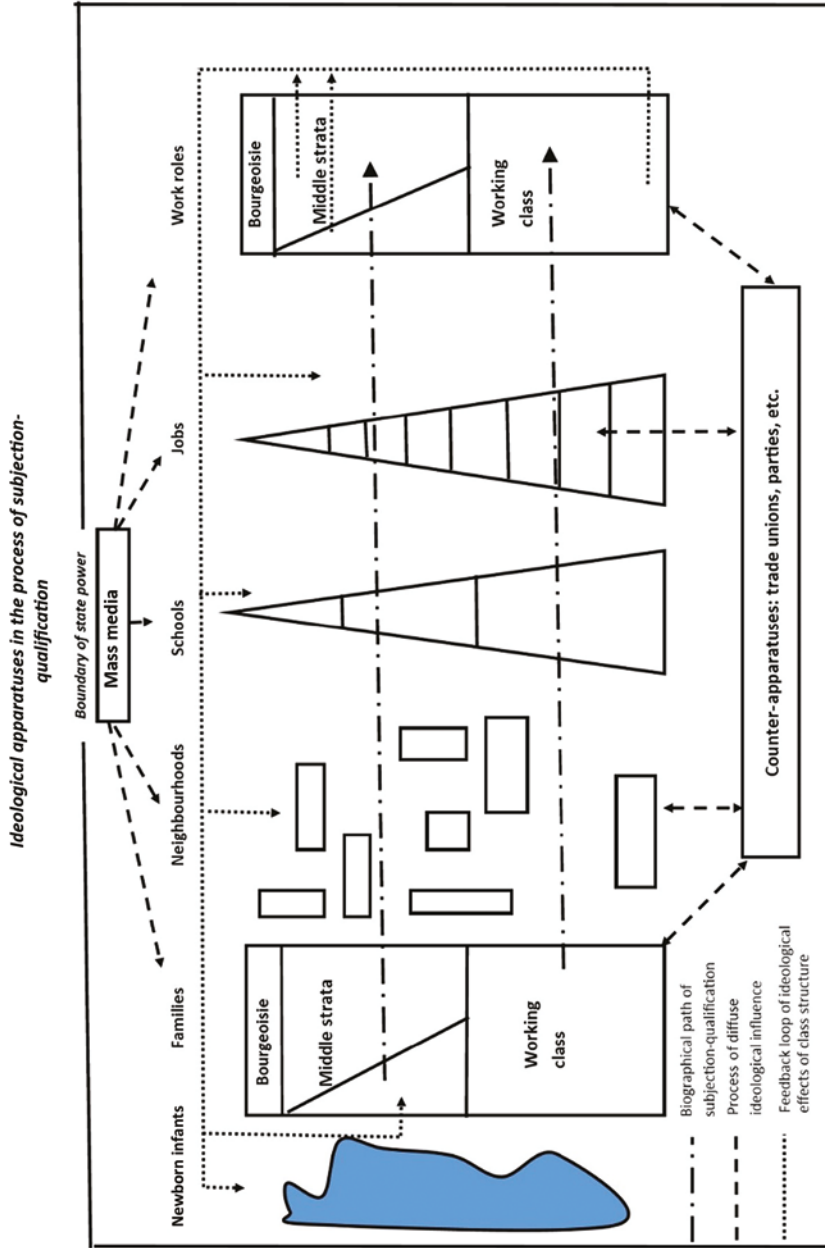 Ideological apparatuses in the process of subjection-
qualification
Boundary of state power
Mass media
Newborn infants
Families
Neighbourhoods
Schools
Jobs
Work roles
Bourgeoisie
Middle strata
Working
class
Bourgeoisie
Middle strata
Working
class
Counter-apparatuses: trade unions, parties, etc.
Biographical path of
subjection-qualification
Process of diffuse
ideological influence
Feedback loop of ideological
effects of class structure